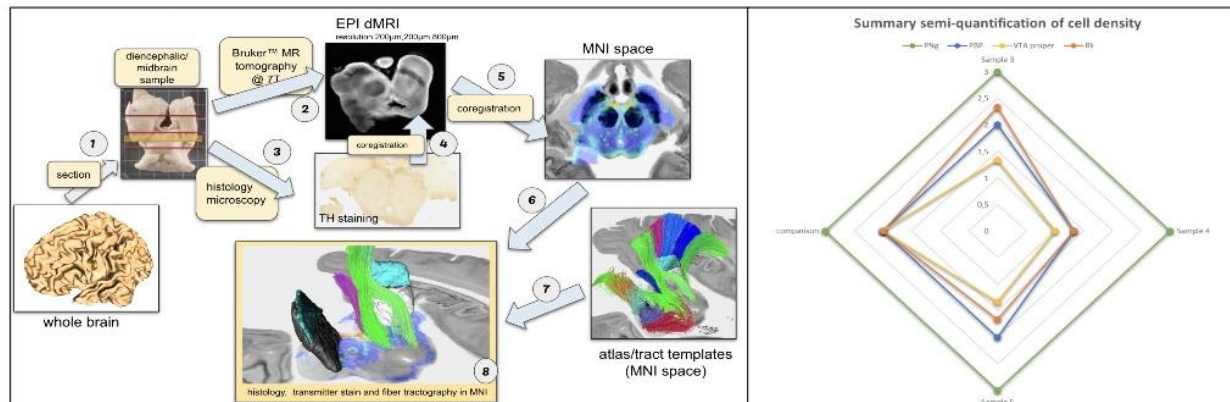 EPI dMRI
resolution 200µm,200µm 800µm
diencephalic/
midbrain
sample
Bruker™ MR
tomography
@ 7T
MNI space
1
2
3
4
5
6
7
8
section
histology
microscopy
coregistration
coregistration
TH staining
whole brain
atlas/tract templates
(MNI space)
histology, transmitter stain and fiber tractography in MNI
Summary semi-quantification of cell density
PNg PBP VTA proper
Sample 3
3
2,5
2
1,5
1
0,5
0
comparison
Sample 4